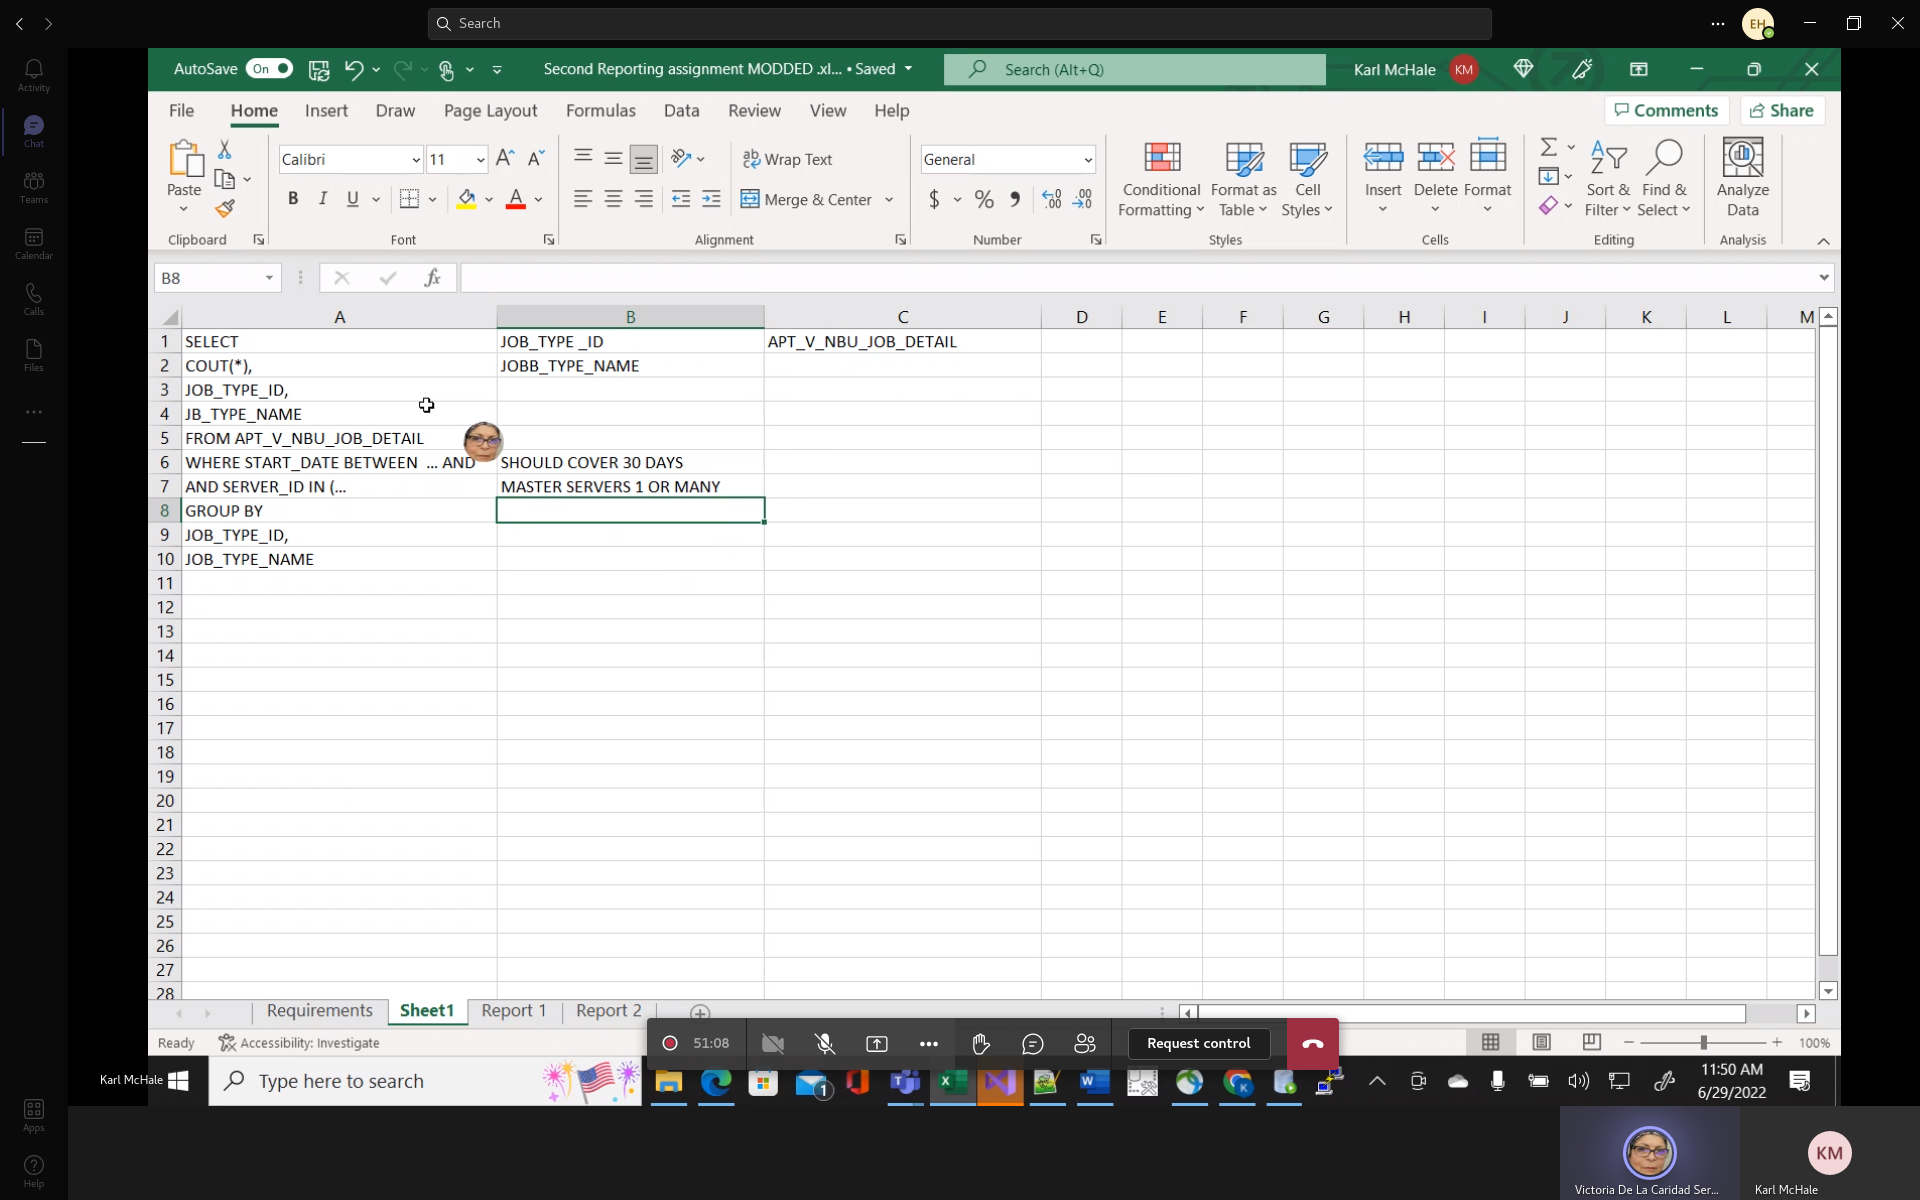 Search
EH
Activity
Chat
Teams
Calendar
Calls
Files
Apps
Help
AutoSave On
Second Reporting assignment MODDED .xl... • Saved
Search (Alt+Q)
Karl McHale KM
File Home Insert Draw Page Layout Formulas Data Review View Help
Comments Share
Paste
Calibri 11
B I U
Wrap Text
Merge & Center
General
$ % ,
Conditional Formatting
Format as Table
Cell Styles
Insert Delete Format
Sort & Filter
Find & Select
Analyze Data
Clipboard Font Alignment Number Styles Cells Editing Analysis
B8 fx
A B C D E F G H I J K L M
1 SELECT JOB_TYPE _ID APT_V_NBU_JOB_DETAIL
2 COUT(*), JOBB_TYPE_NAME
3 JOB_TYPE_ID,
4 JB_TYPE_NAME
5 FROM APT_V_NBU_JOB_DETAIL
6 WHERE START_DATE BETWEEN ... AND SHOULD COVER 30 DAYS
7 AND SERVER_ID IN (... MASTER SERVERS 1 OR MANY
8 GROUP BY
9 JOB_TYPE_ID,
10 JOB_TYPE_NAME
11
12
13
14
15
16
17
18
19
20
21
22
23
24
25
26
27
28
Requirements Sheet1 Report 1 Report 2
Ready Accessibility: Investigate
51:08
Request control
100%
Karl McHale
Type here to search
1
11:50 AM
6/29/2022
KM
Victoria De La Caridad Ser...
Karl McHale